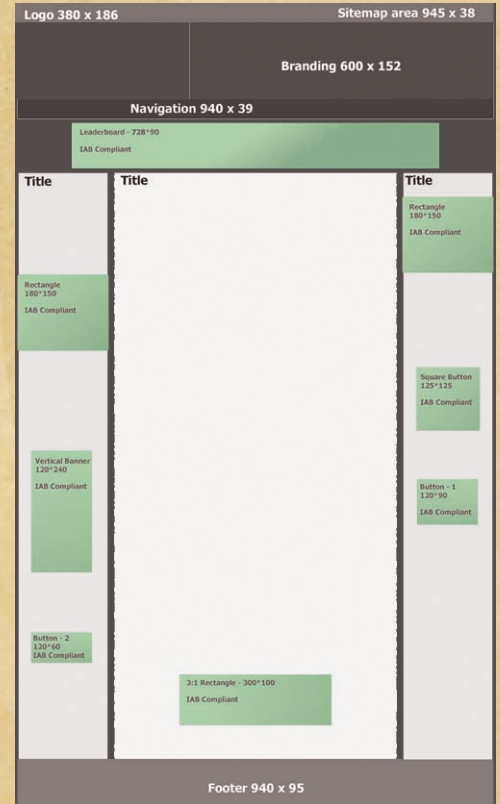 Logo 380 x 186
Sitemap area 945 x 38
Branding 600 x 152
Navigation 940 x 39
Leaderboard - 728*90
IAB Compliant
Title
Rectangle
180*150
IAB Compliant
Vertical Banner
120*240
IAB Compliant
Button - 2
120*60
IAB Compliant
Title
3:1 Rectangle - 300*100
IAB Compliant
Title
Rectangle
180*150
IAB Compliant
Square Button
125*125
IAB Compliant
Button - 1
120*90
IAB Compliant
Footer 940 x 95